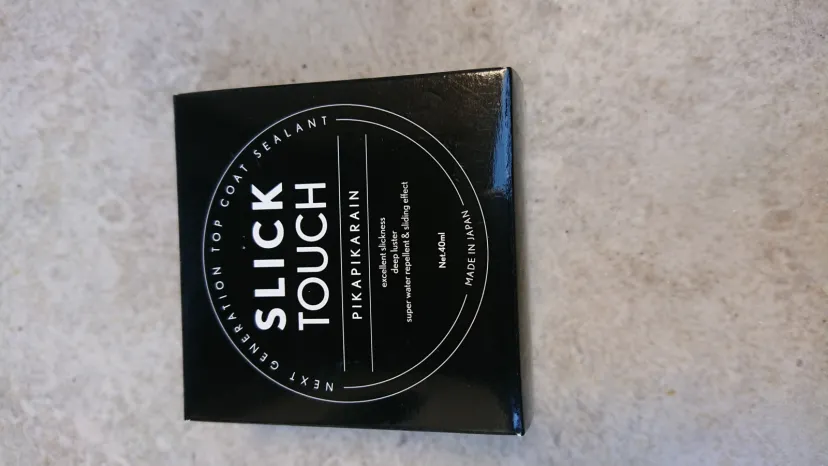 NEXT GENERATION TOP COAT SEALANT
SLICK
TOUCH
PIKAPIKARAIN
excellent slickness
deep luster
super water repellent & sliding effect
Net.40ml
MADE IN JAPAN